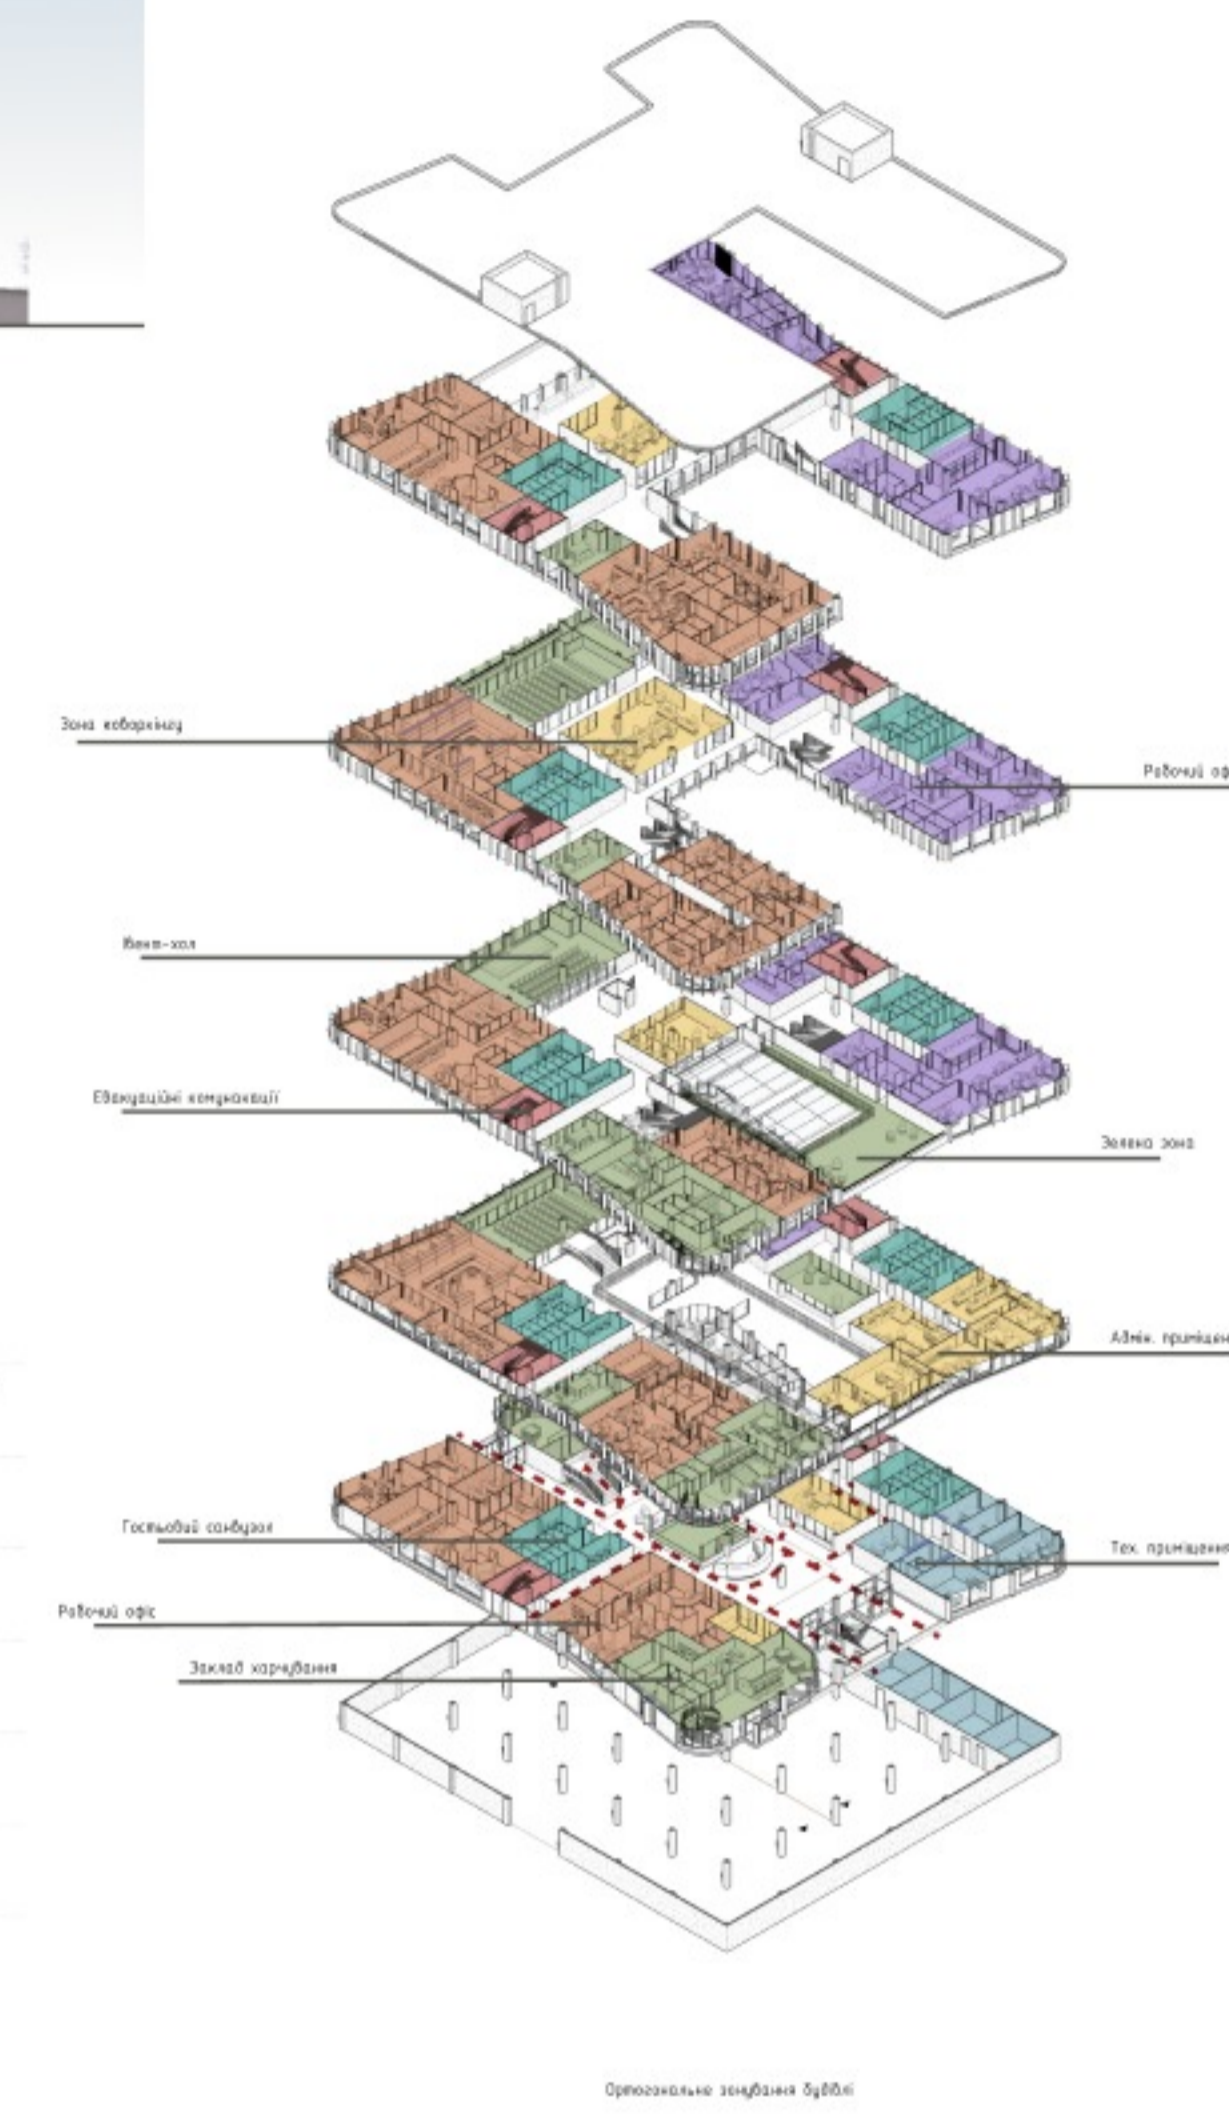 Зона коворкінгу
Робочий оф
Івент-хол
Евакуаційні комунакації
Зелена зона
Адмін. приміщен
Гостьовий санвузол
Тех. приміщення
Робочий офіс
Заклад харчування
Ортогональне зонування будівлі